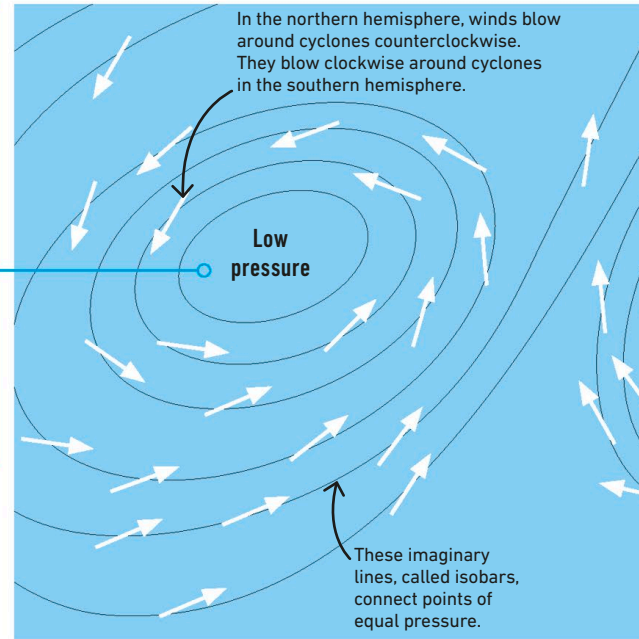 In the northern hemisphere, winds blow
around cyclones counterclockwise.
They blow clockwise around cyclones
in the southern hemisphere.
Low
pressure
These imaginary
lines, called isobars,
connect points of
equal pressure.